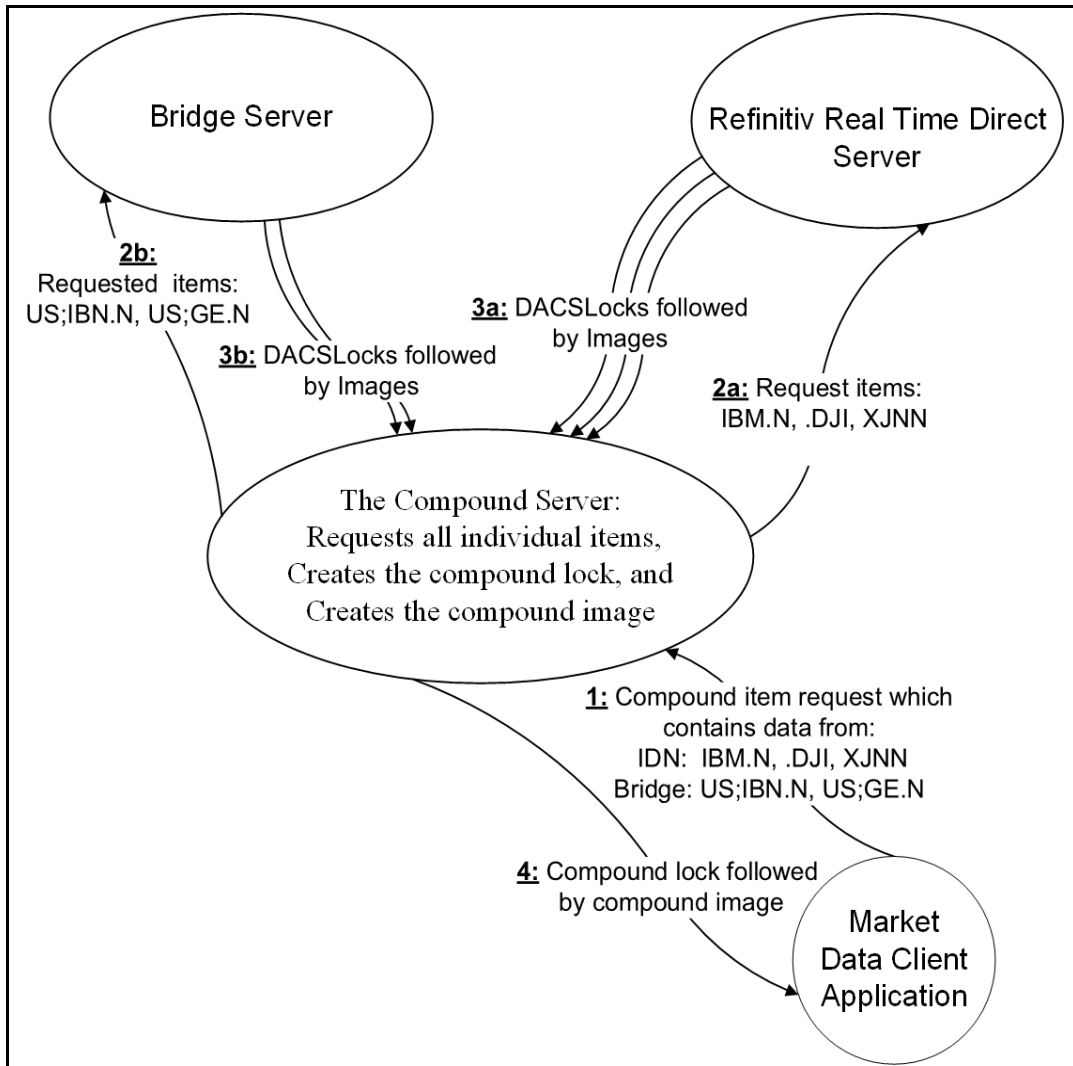 Bridge Server
Refinitiv Real Time Direct
Server
2b:
Requested items:
US;IBN.N, US;GE.N
3a: DACSLocks followed
by Images
3b: DACSLocks followed
by Images
2a: Request items:
IBM.N, .DJI, XJNN
The Compound Server:
Requests all individual items,
Creates the compound lock, and
Creates the compound image
1: Compound item request which
contains data from:
IDN: IBM.N, .DJI, XJNN
Bridge: US;IBN.N, US;GE.N
4: Compound lock followed
by compound image
Market
Data Client
Application